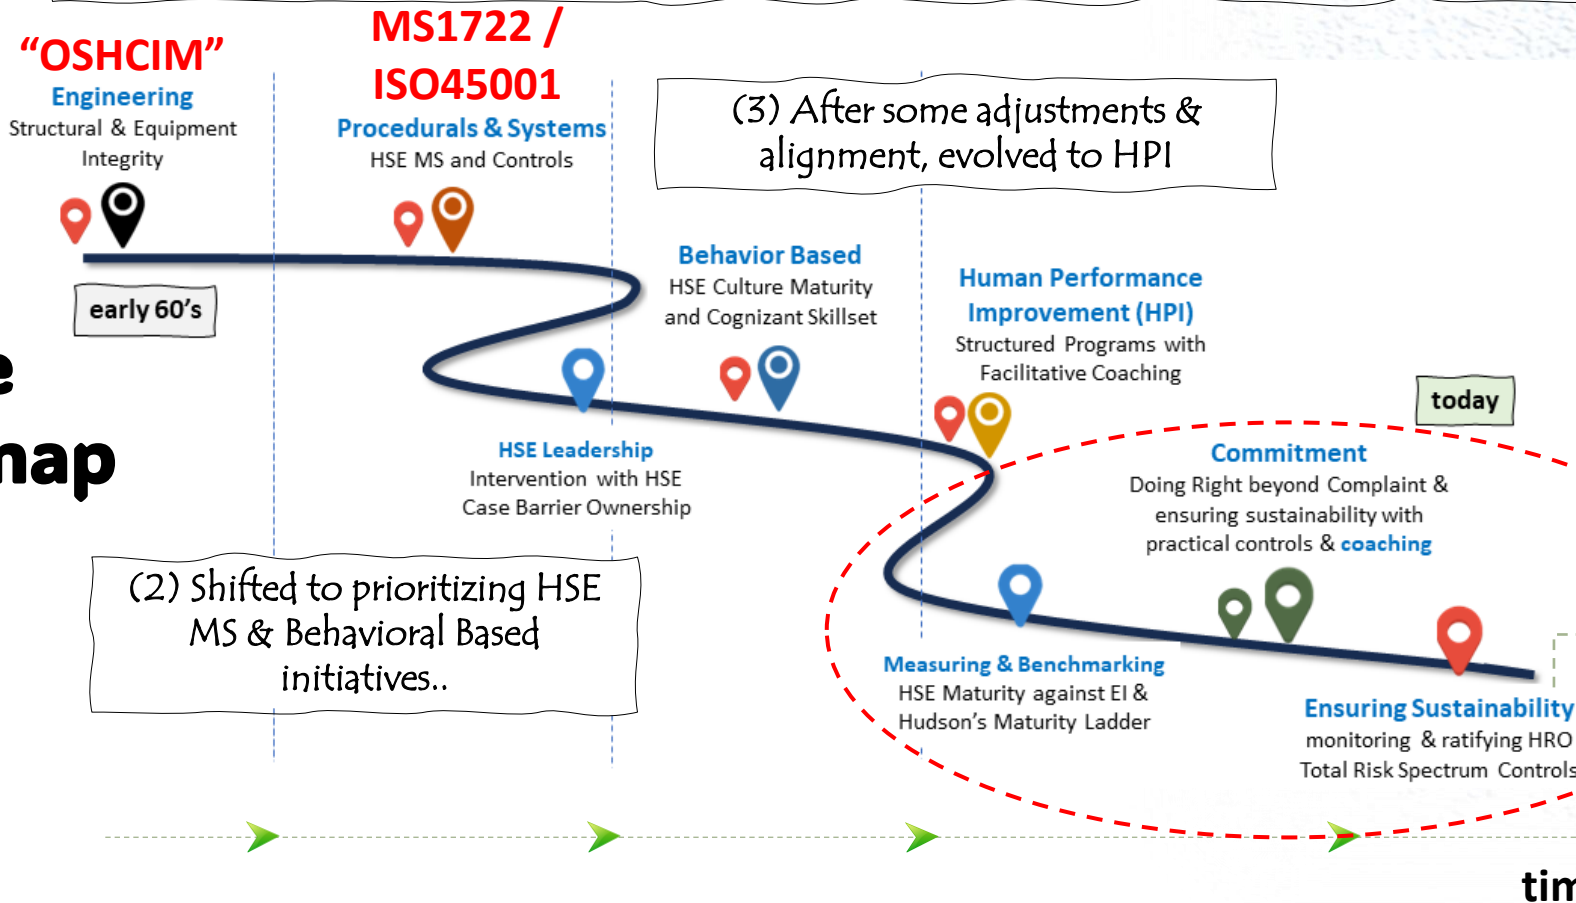 “OSHCIM”
Engineering
Structural & Equipment
Integrity
early 60’s
MS1722 /
ISO45001
Procedurals & Systems
HSE MS and Controls
(3) After some adjustments &
alignment, evolved to HPI
Behavior Based
HSE Culture Maturity
and Cognizant Skillset
Human Performance
Improvement (HPI)
Structured Programs with
Facilitative Coaching
HSE Leadership
Intervention with HSE
Case Barrier Ownership
(2) Shifted to prioritizing HSE
MS & Behavioral Based
initiatives..
today
Commitment
Doing Right beyond Complaint &
ensuring sustainability with
practical controls & coaching
Measuring & Benchmarking
HSE Maturity against EI &
Hudson’s Maturity Ladder
Ensuring Sustainability
monitoring & ratifying HRO
Total Risk Spectrum Controls